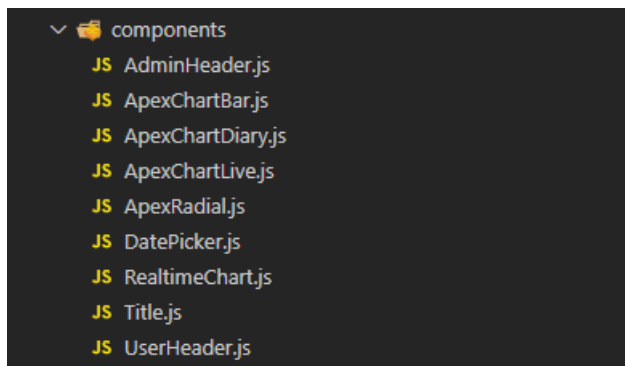 components
JS AdminHeader.js
JS ApexChartBar.js
JS ApexChartDiary.js
JS ApexChartLive.js
JS ApexRadial.js
JS DatePicker.js
JS RealtimeChart.js
JS Title.js
JS UserHeader.js